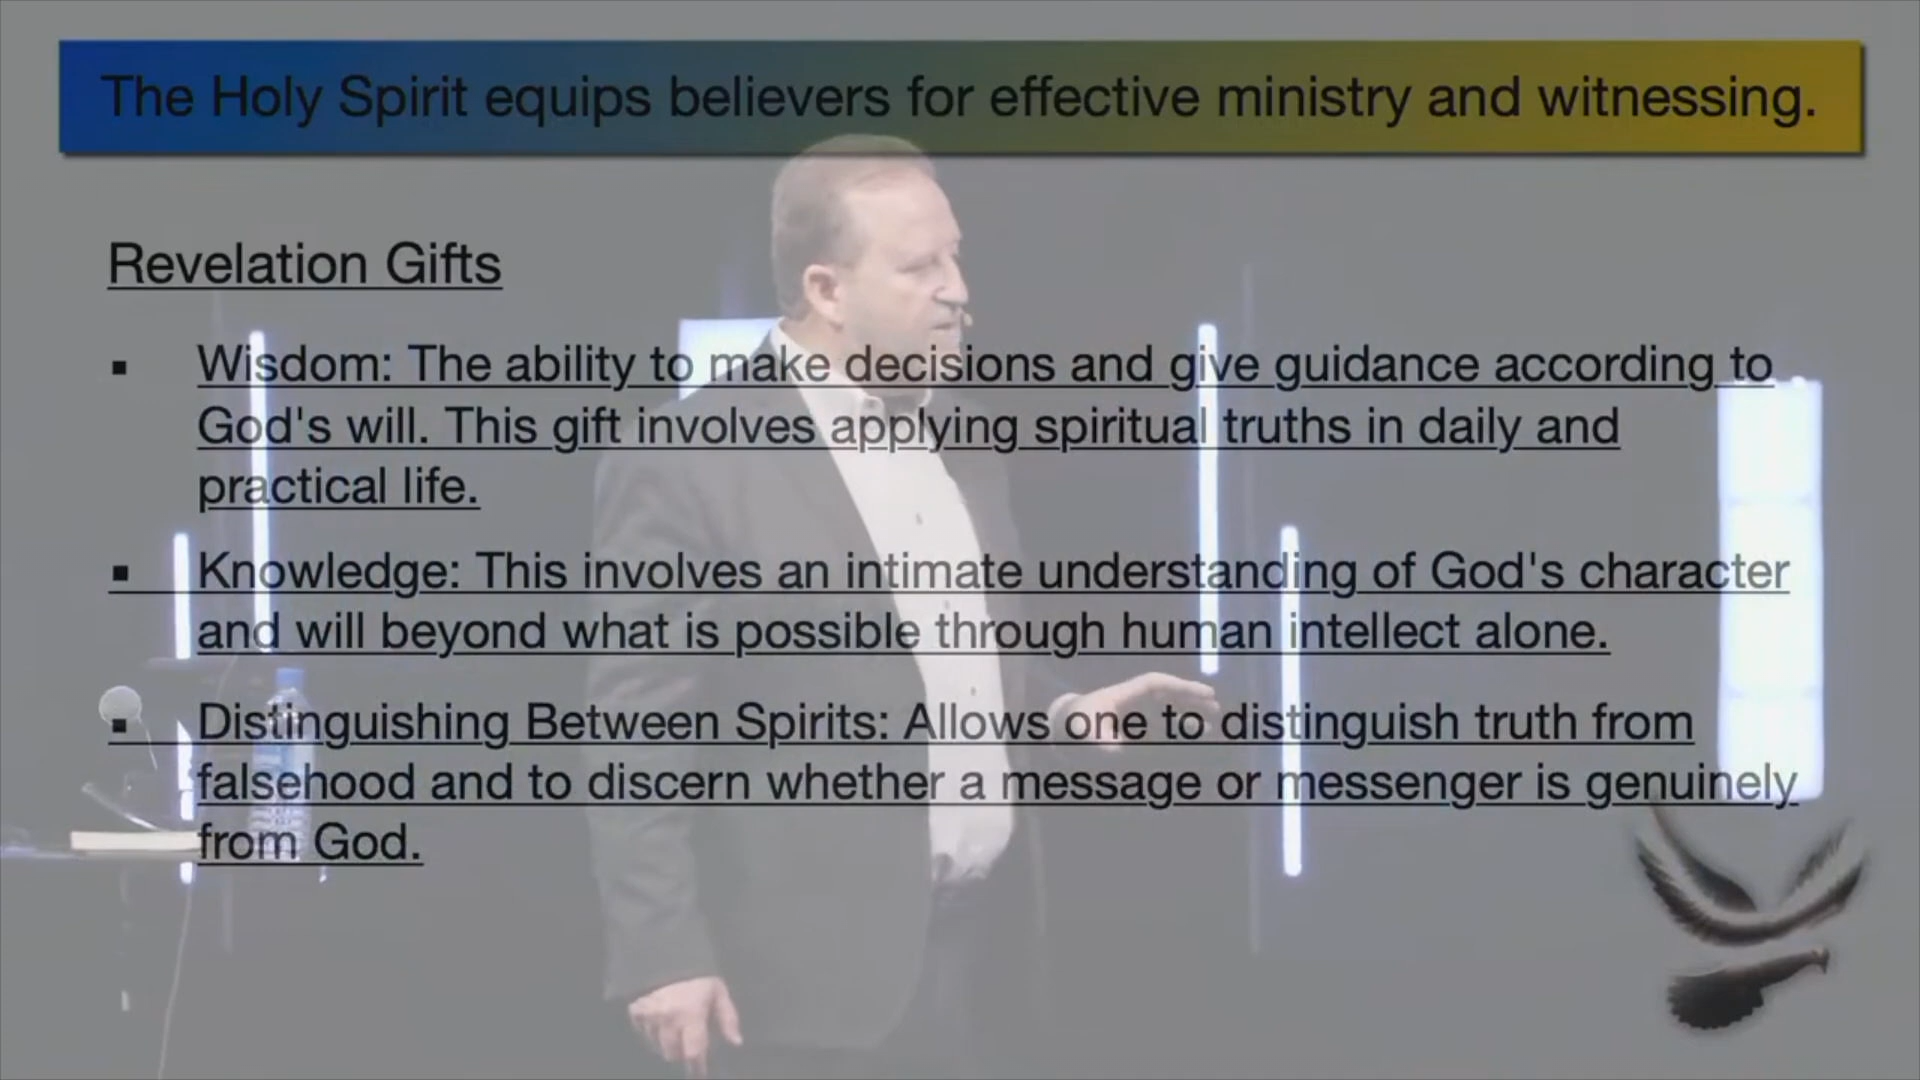 The Holy Spirit equips believers for effective ministry and witnessing.
Revelation Gifts
▪ Wisdom: The ability to make decisions and give guidance according to
God's will. This gift involves applying spiritual truths in daily and
practical life.
▪ Knowledge: This involves an intimate understanding of God's character
and will beyond what is possible through human intellect alone.
▪ Distinguishing Between Spirits: Allows one to distinguish truth from
falsehood and to discern whether a message or messenger is genuinely
from God.